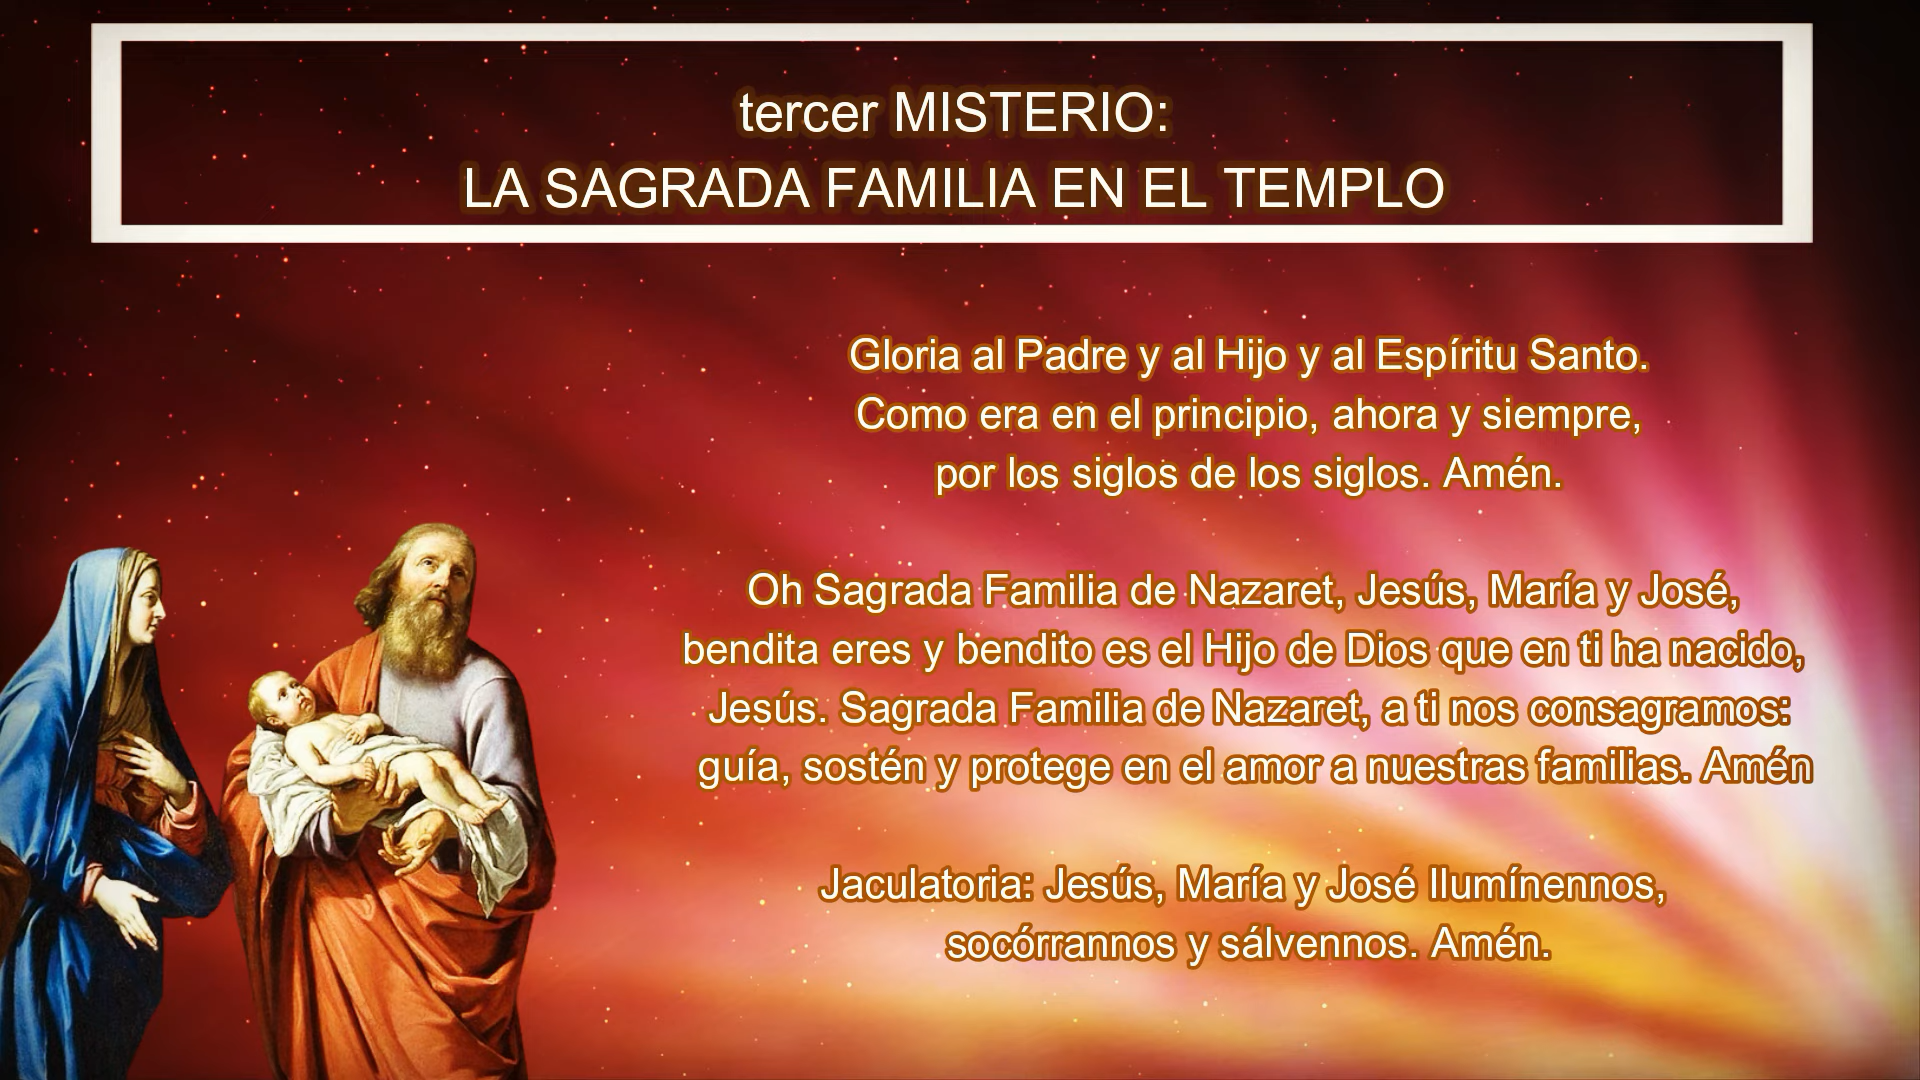 tercer MISTERIO:
LA SAGRADA FAMILIA EN EL TEMPLO
Gloria al Padre y al Hijo y al Espíritu Santo.
Como era en el principio, ahora y siempre,
por los siglos de los siglos. Amén.
Oh Sagrada Familia de Nazaret, Jesús, María y José,
bendita eres y bendito es el Hijo de Dios que en ti ha nacido,
Jesús. Sagrada Familia de Nazaret, a ti nos consagramos:
guía, sostén y protege en el amor a nuestras familias. Amén
Jaculatoria: Jesús, María y José Ilumínennos,
socórrannos y sálvennos. Amén.